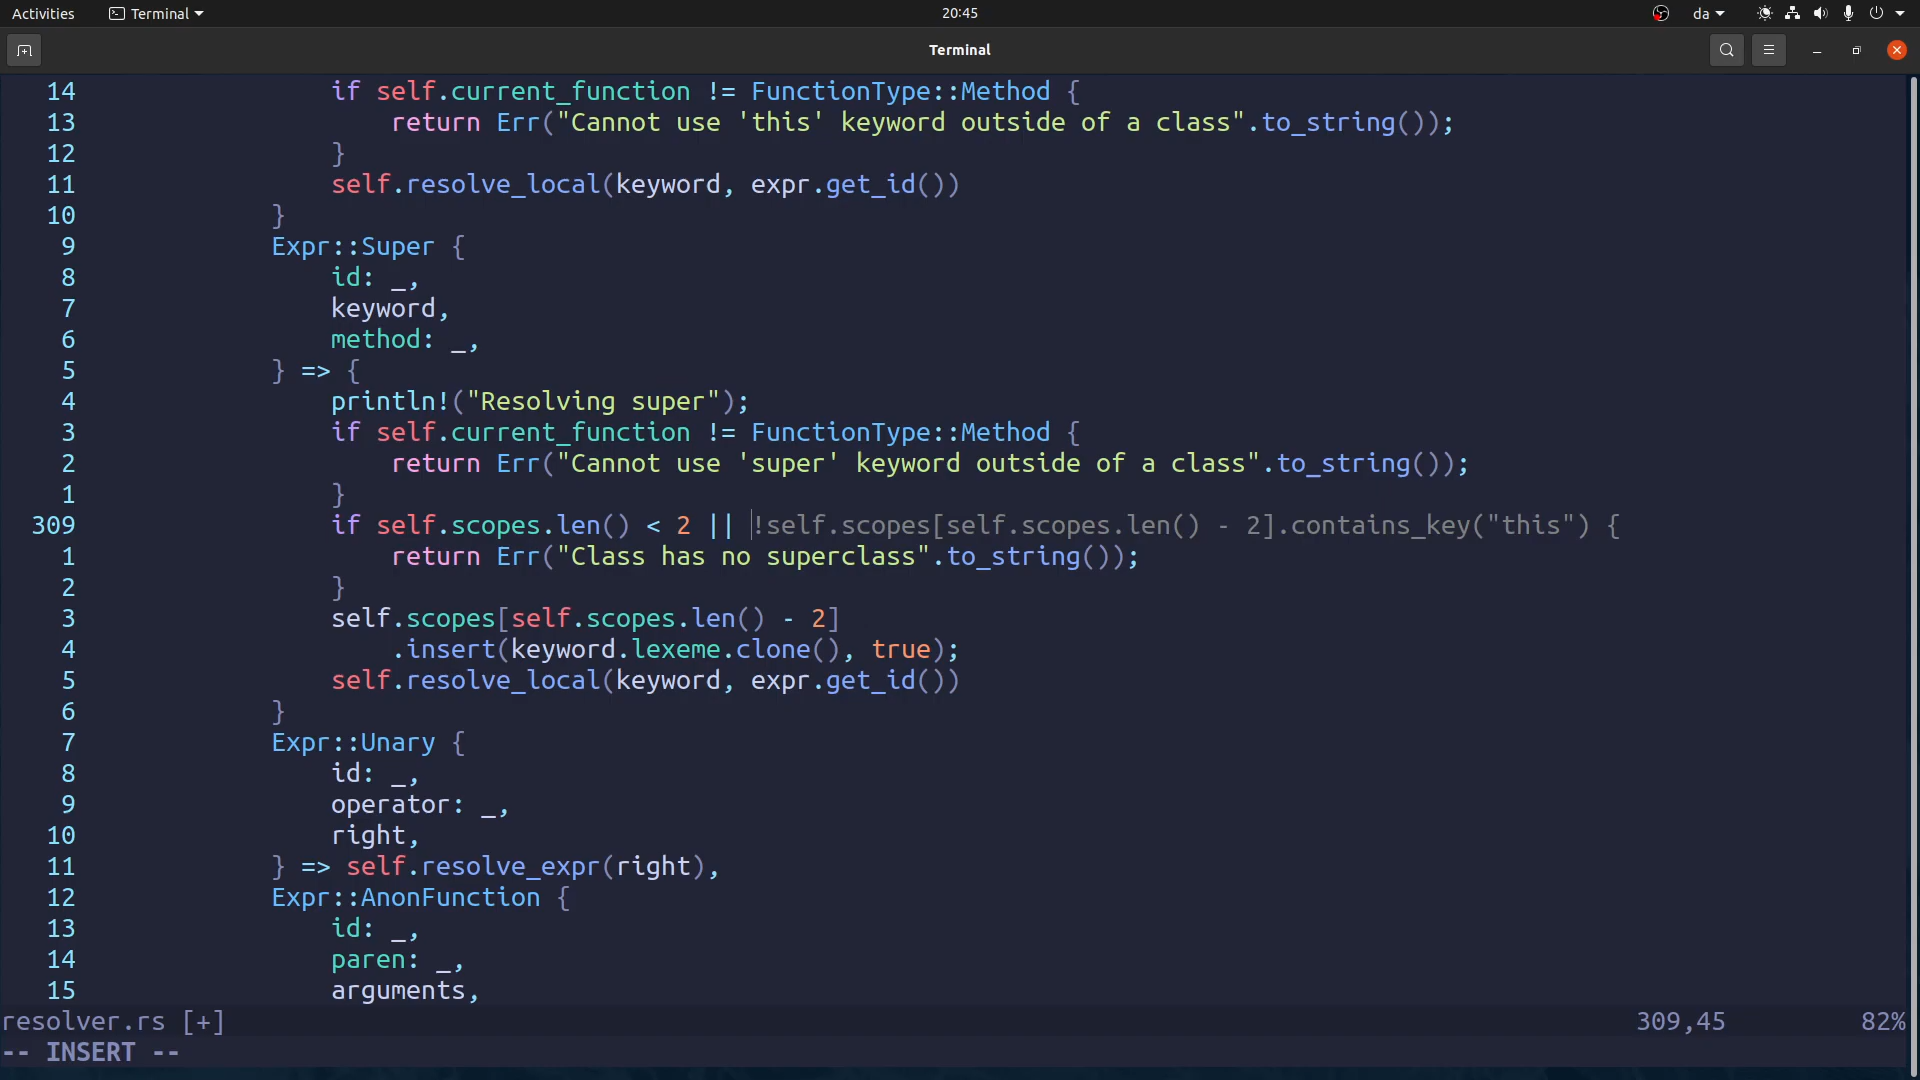 Activities Terminal 20:45 da
Terminal
14 if self.current_function != FunctionType::Method {
13 return Err("Cannot use 'this' keyword outside of a class".to_string());
12 }
11 self.resolve_local(keyword, expr.get_id())
10 }
9 Expr::Super {
8 id: _,
7 keyword,
6 method: _,
5 } => {
4 println!("Resolving super");
3 if self.current_function != FunctionType::Method {
2 return Err("Cannot use 'super' keyword outside of a class".to_string());
1 }
309 if self.scopes.len() < 2 || !self.scopes[self.scopes.len() - 2].contains_key("this") {
1 return Err("Class has no superclass".to_string());
2 }
3 self.scopes[self.scopes.len() - 2]
4 .insert(keyword.lexeme.clone(), true);
5 self.resolve_local(keyword, expr.get_id())
6 }
7 Expr::Unary {
8 id: _,
9 operator: _,
10 right,
11 } => self.resolve_expr(right),
12 Expr::AnonFunction {
13 id: _,
14 paren: _,
15 arguments,
resolver.rs [+] 309,45 82%
-- INSERT --